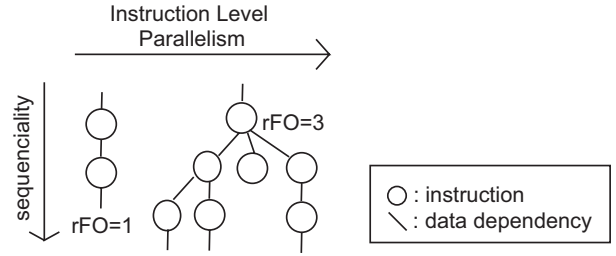 Instruction Level
Parallelism
sequenciality
rFO=3
rFO=1
: instruction
: data dependency